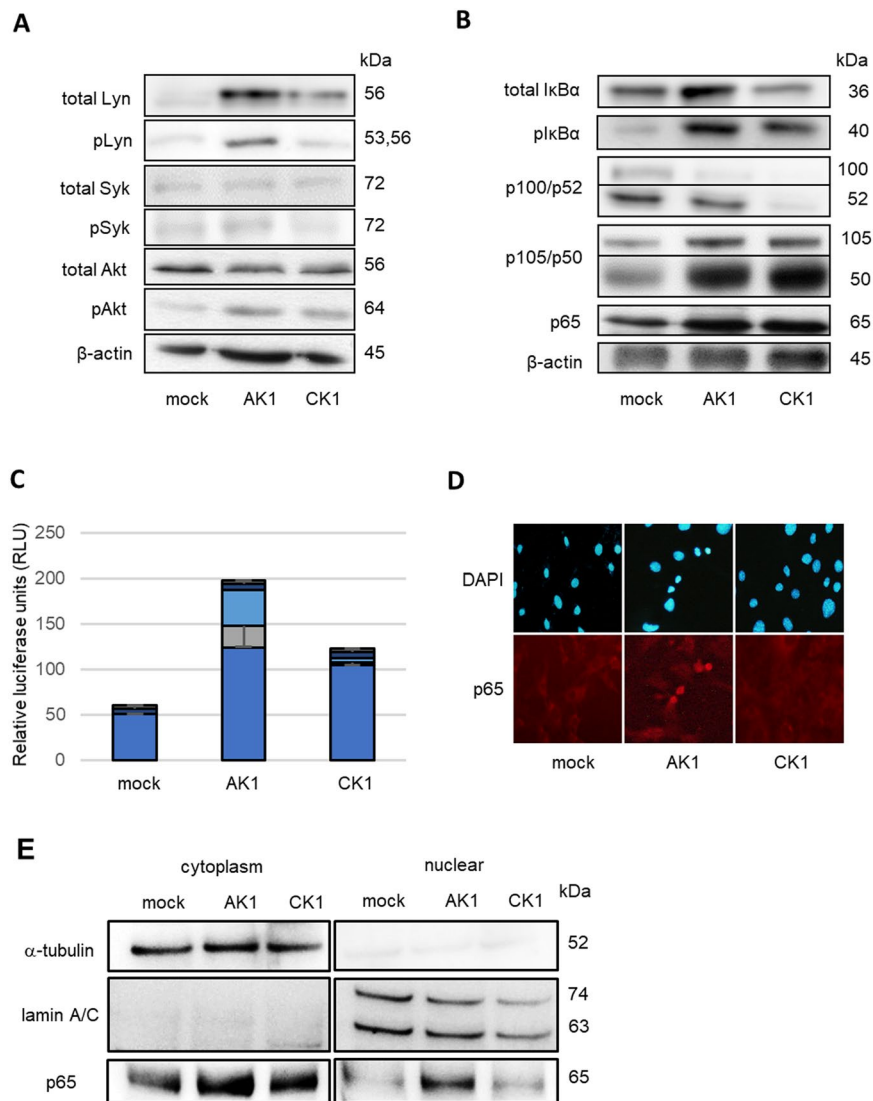 A
kDa
total Lyn 56
pLyn 53,56
total Syk 72
pSyk 72
total Akt 56
pAkt 64
β-actin 45
mock AK1 CK1
B
kDa
total IκBα 36
pIκBα 40
p100/p52 100
52
p105/p50 105
50
p65 65
β-actin 45
mock AK1 CK1
C
Relative luciferase units (RLU)
250
200
150
100
50
0
mock AK1 CK1
D
DAPI
p65
mock AK1 CK1
E
cytoplasm nuclear
mock AK1 CK1 mock AK1 CK1 kDa
α-tubulin 52
lamin A/C 74
63
p65 65